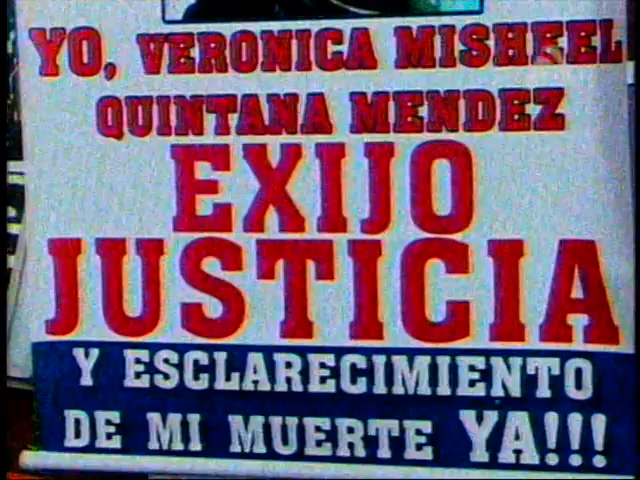 YO, VERONICA MISHEEL
QUINTANA MENDEZ
EXIJO
JUSTICIA
Y ESCLARECIMIENTO
DE MI MUERTE YA!!!